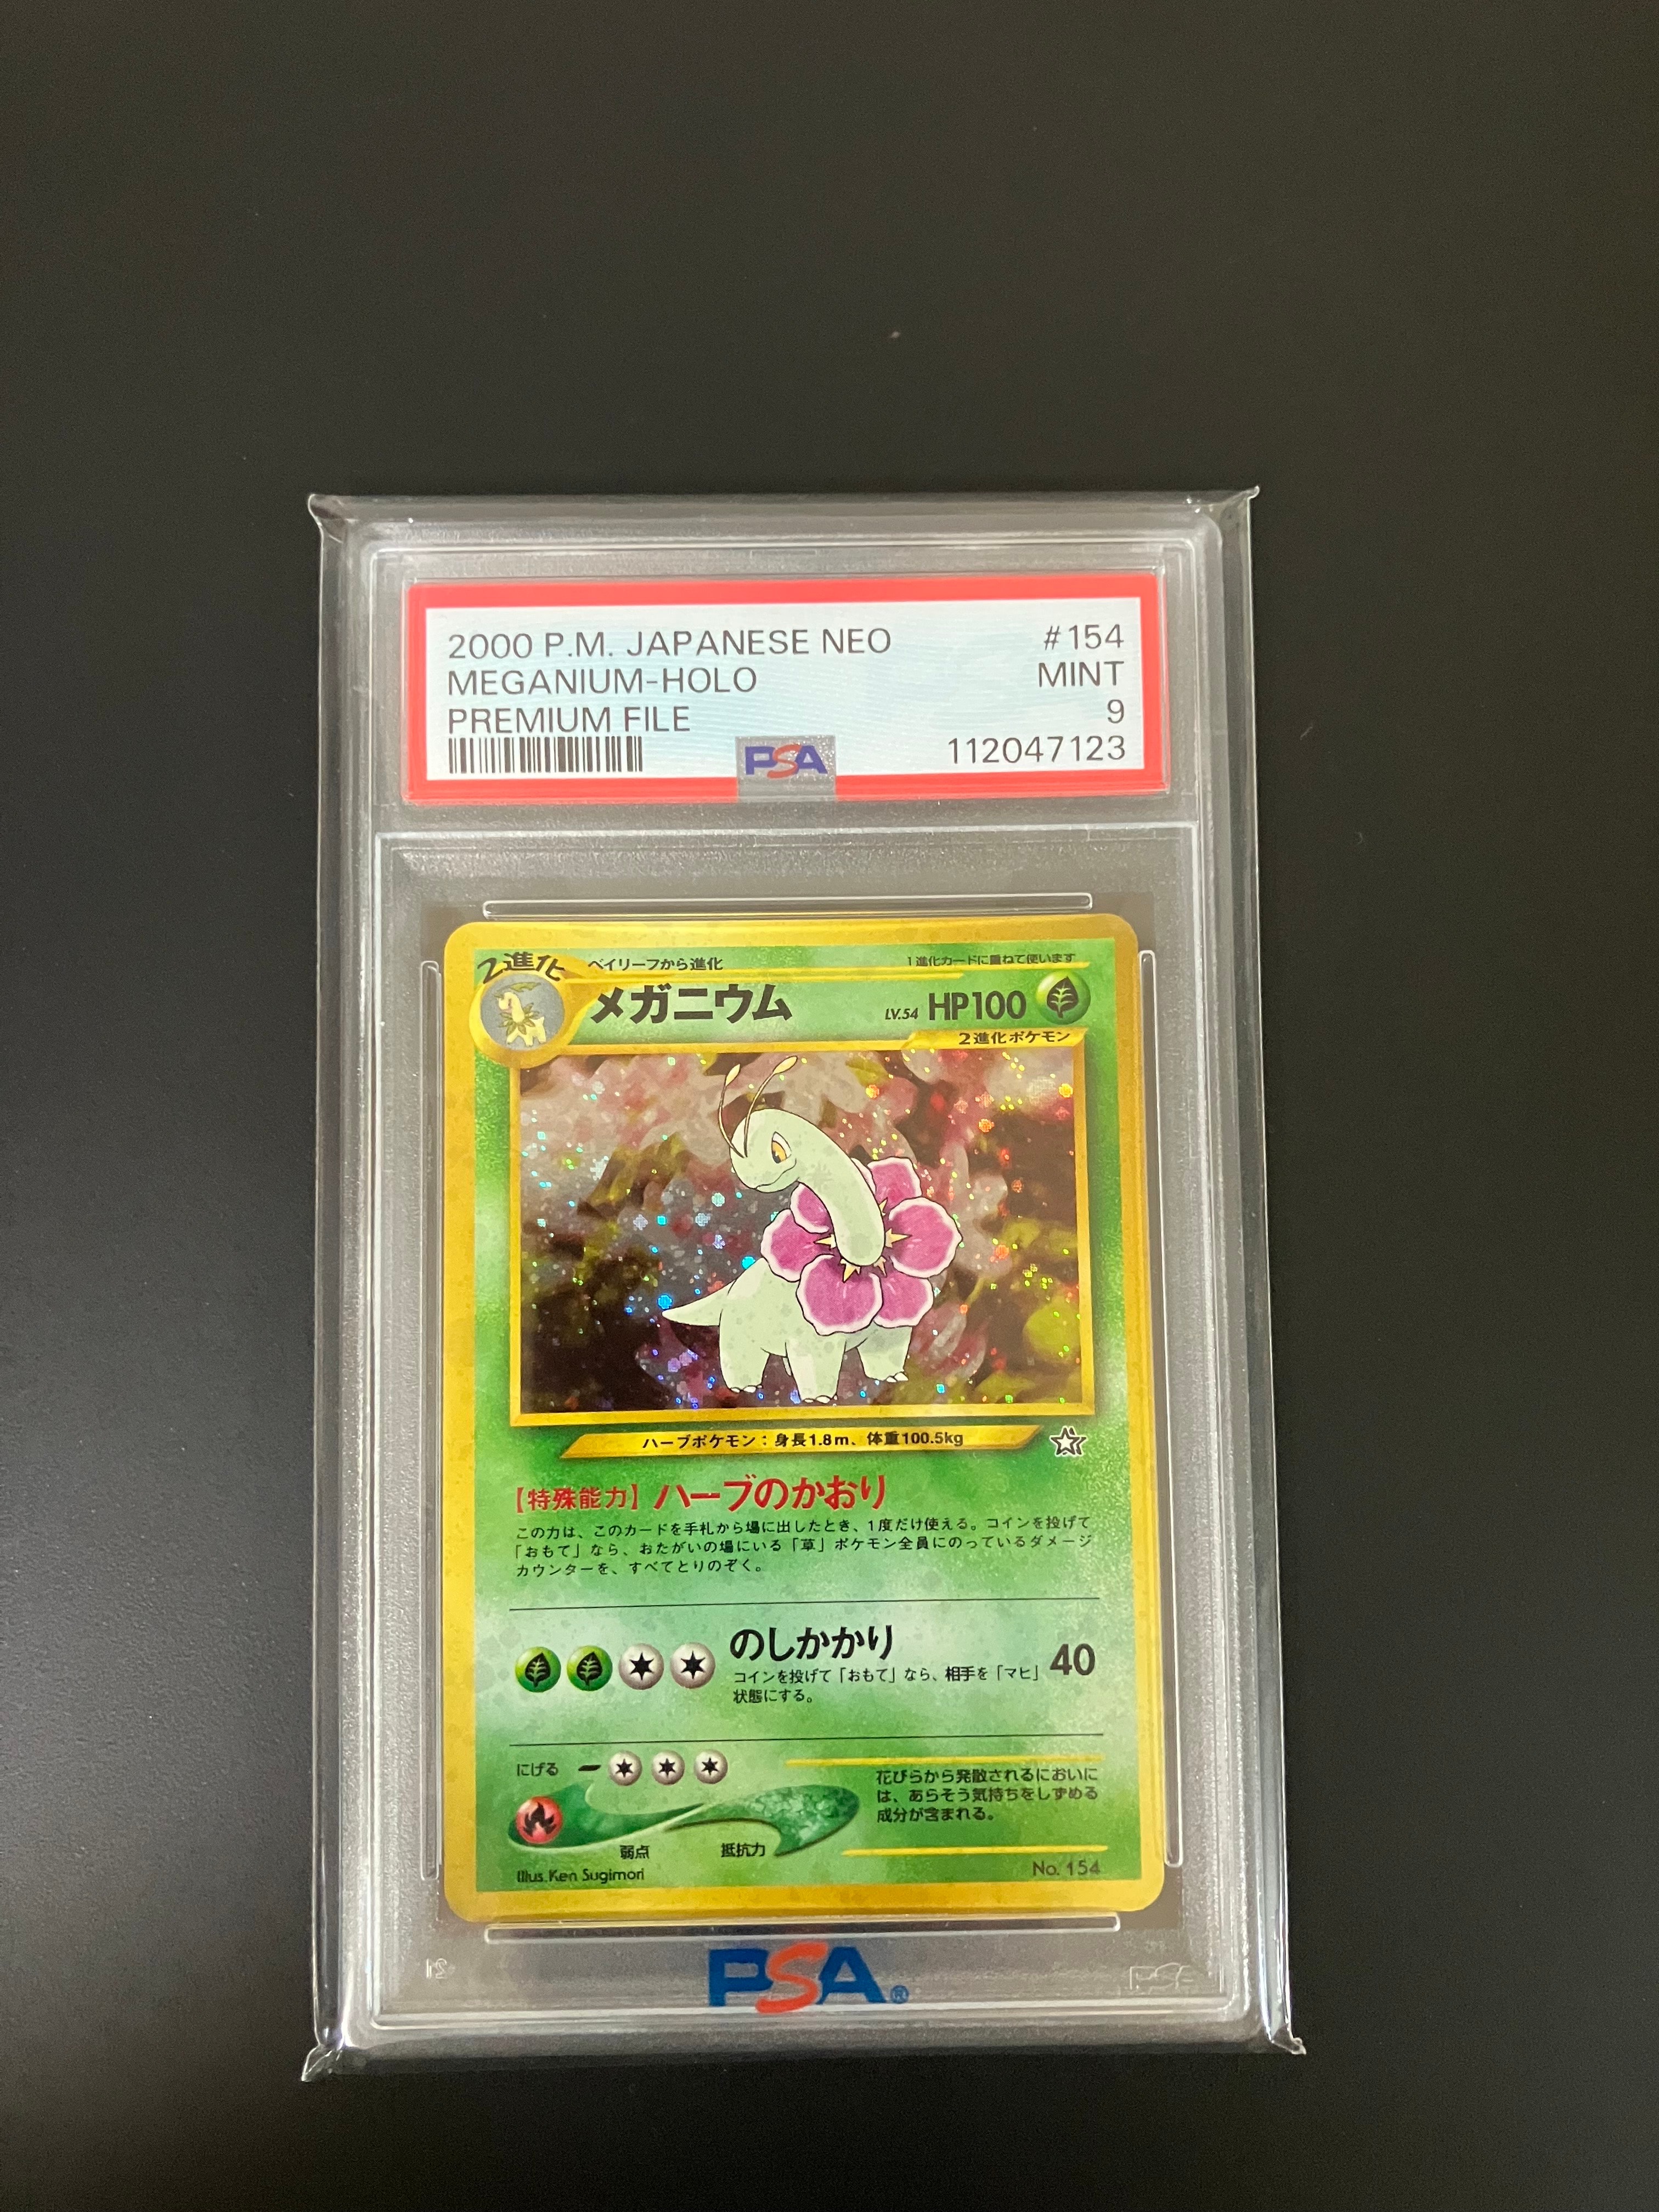 2000 P.M. JAPANESE NEO #154
MEGANIUM-HOLO MINT
PREMIUM FILE 9
PSA 112047123
2進化 ベイリーフから進化 1進化カードに重ねて使います
メガニウム LV.54 HP100
2進化ポケモン
ハーブポケモン:身長1.8m、体重100.5kg
【特殊能力】ハーブのかおり
この力は、このカードを手札から場に出したとき、1度だけ使える。コインを投げて
「おもて」なら、おたがいの場にいる「草」ポケモン全員にのっているダメージ
カウンターを、すべてとりのぞく。
のしかかり 40
コインを投げて「おもて」なら、相手を「マヒ」
状態にする。
にげる
花びらから発散されるにおいに
は、あらそう気持ちをしずめる
成分が含まれる。
弱点 抵抗力
Illus. Ken Sugimori No. 154
PSA®